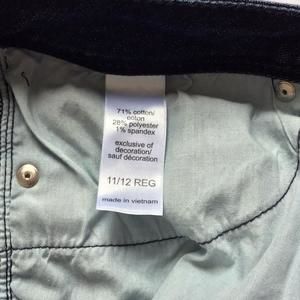 71% cotton/
coton
28% polyester
1% spandex
exclusive of
decoration/
sauf décoration
11/12 REG
made in vietnam